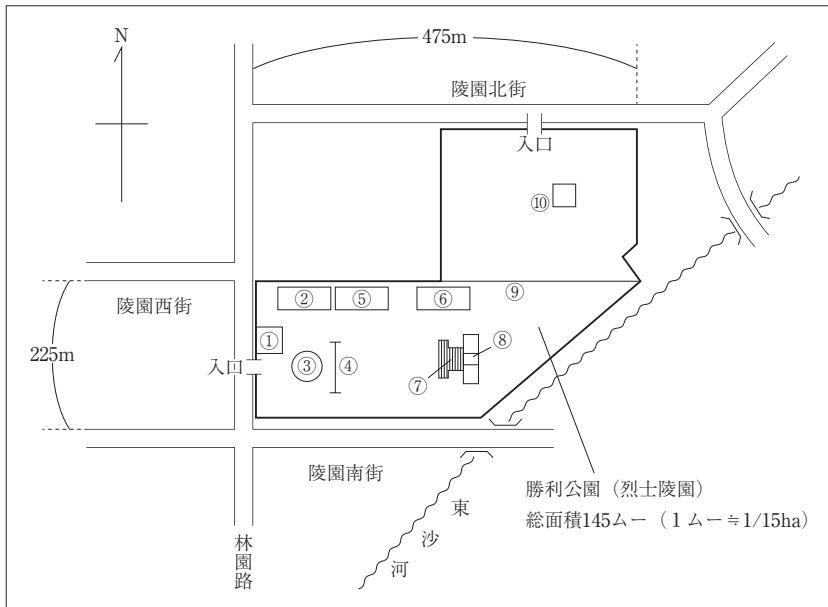 475m
N
陵園北街
入口
⑩
②
⑤
⑥
⑨
陵園西街
①
⑧
225m
入口
③
④
⑦
陵園南街
勝利公園（烈士陵園）
総面積145ムー（１ムー≒1/15ha）
東沙河
林園路